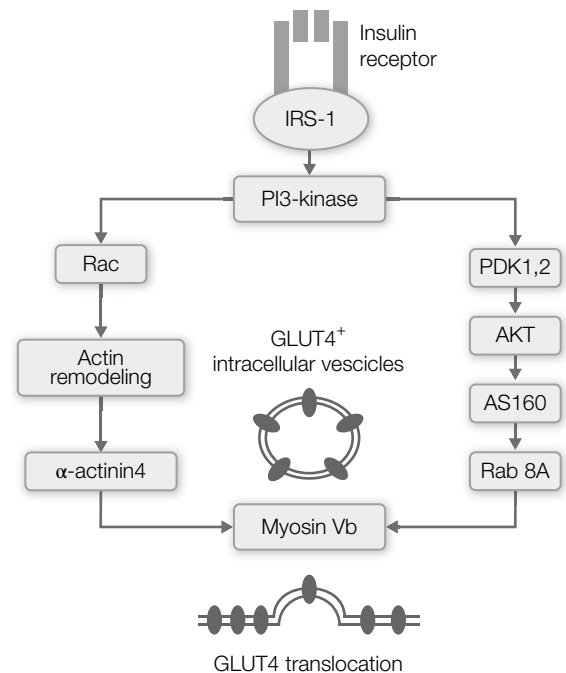 Insulin
receptor
IRS-1
PI3-kinase
Rac
PDK1,2
Actin
remodeling
GLUT4+
intracellular vescicles
AKT
AS160
α-actinin4
Rab 8A
Myosin Vb
GLUT4 translocation